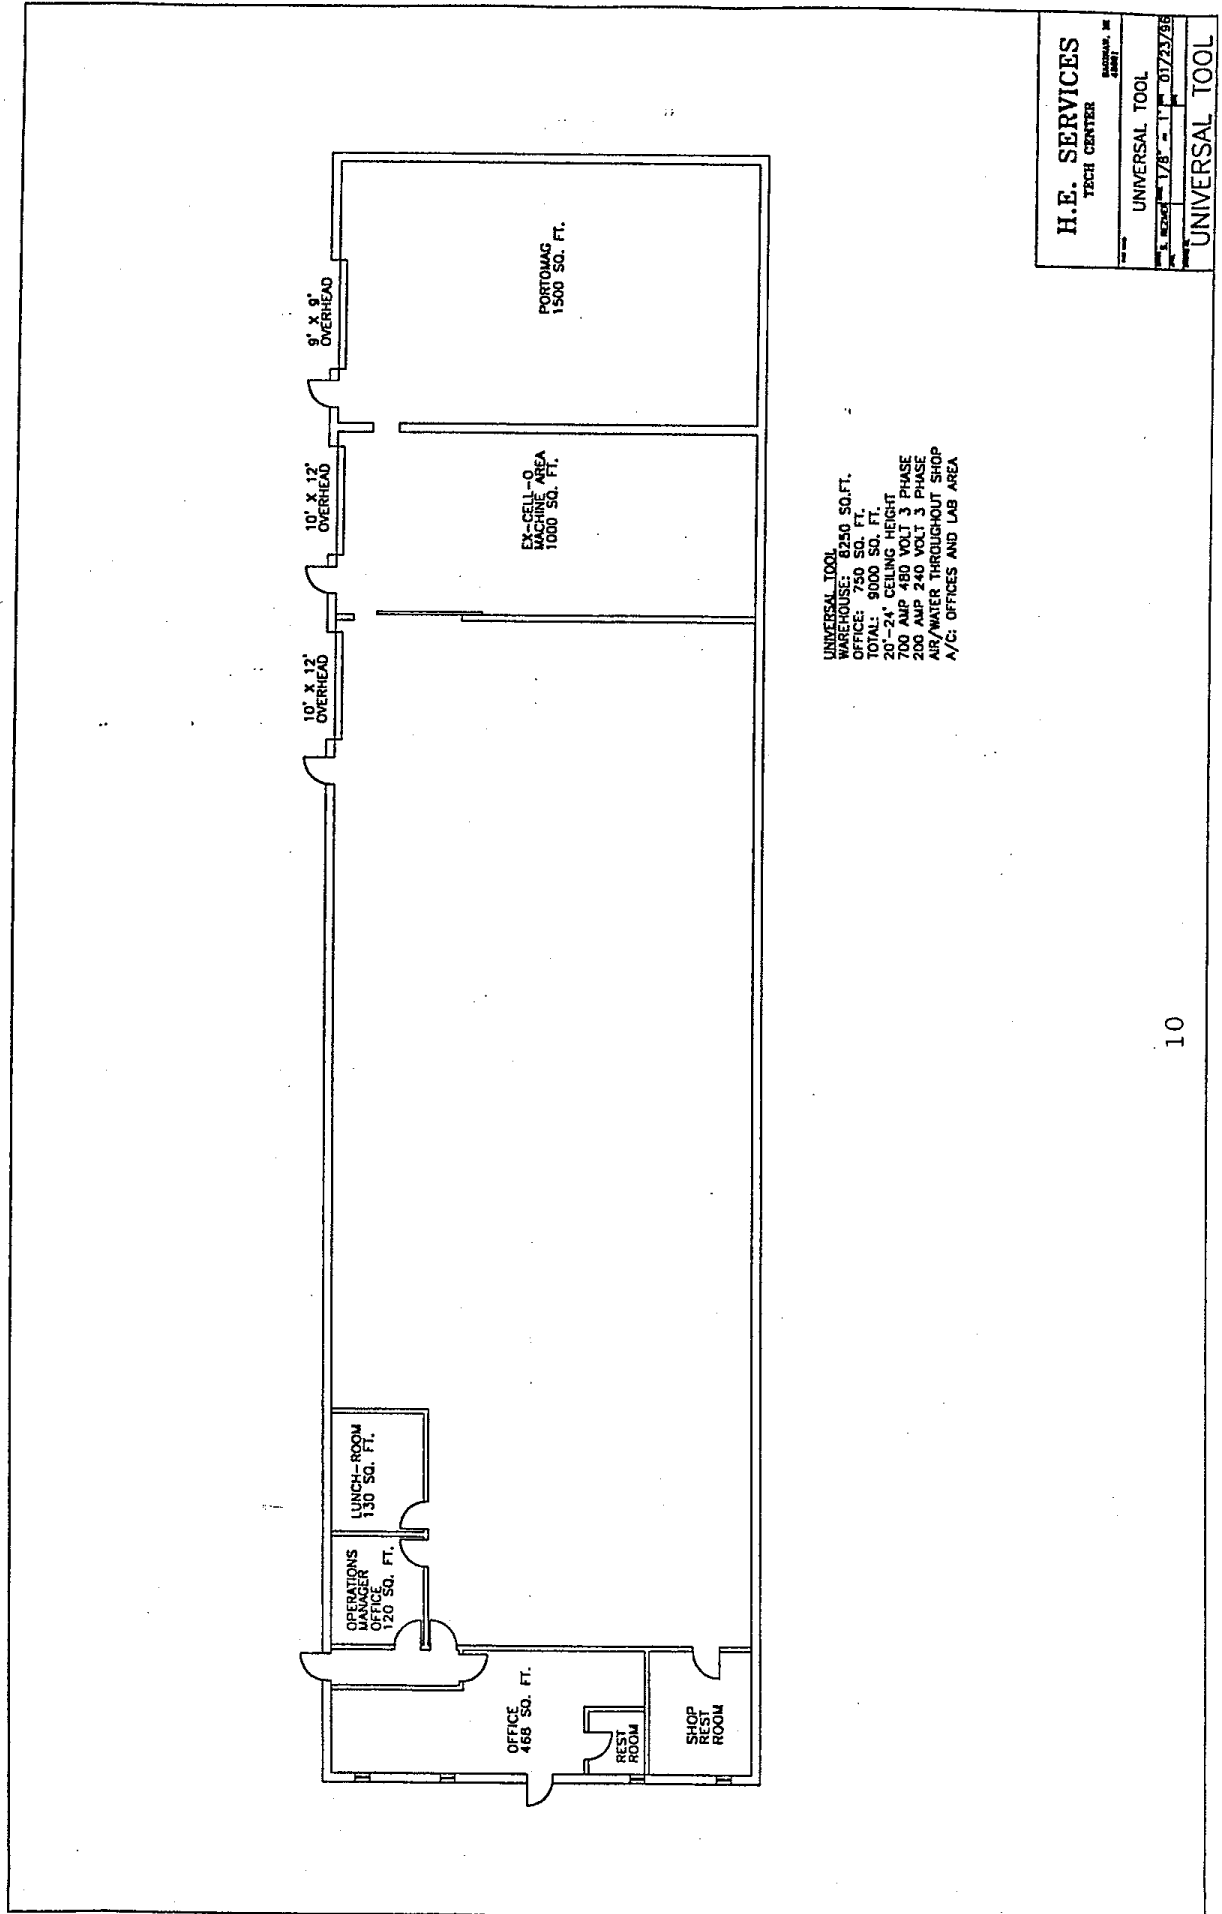 9' X 9'
OVERHEAD
10' X 12'
OVERHEAD
10' X 12'
OVERHEAD
PORTOMAG
1500 SQ. FT.
EX-CELL-O
MACHINE AREA
1000 SQ. FT.
LUNCH-ROOM
130 SQ. FT.
OPERATIONS
MANAGER
OFFICE
120 SQ. FT.
OFFICE
468 SQ. FT.
REST
ROOM
SHOP
REST
ROOM
UNIVERSAL TOOL
WAREHOUSE: 8250 SQ.FT.
OFFICE: 750 SQ. FT.
TOTAL: 9000 SQ. FT.
20'-24' CEILING HEIGHT
700 AMP 480 VOLT 3 PHASE
200 AMP 240 VOLT 3 PHASE
AIR/WATER THROUGHOUT SHOP
A/C: OFFICES AND LAB AREA
H.E. SERVICES
TECH CENTER
SAGINAW, MI
UNIVERSAL TOOL
1/8" = 1' 01/23/96
UNIVERSAL TOOL
10